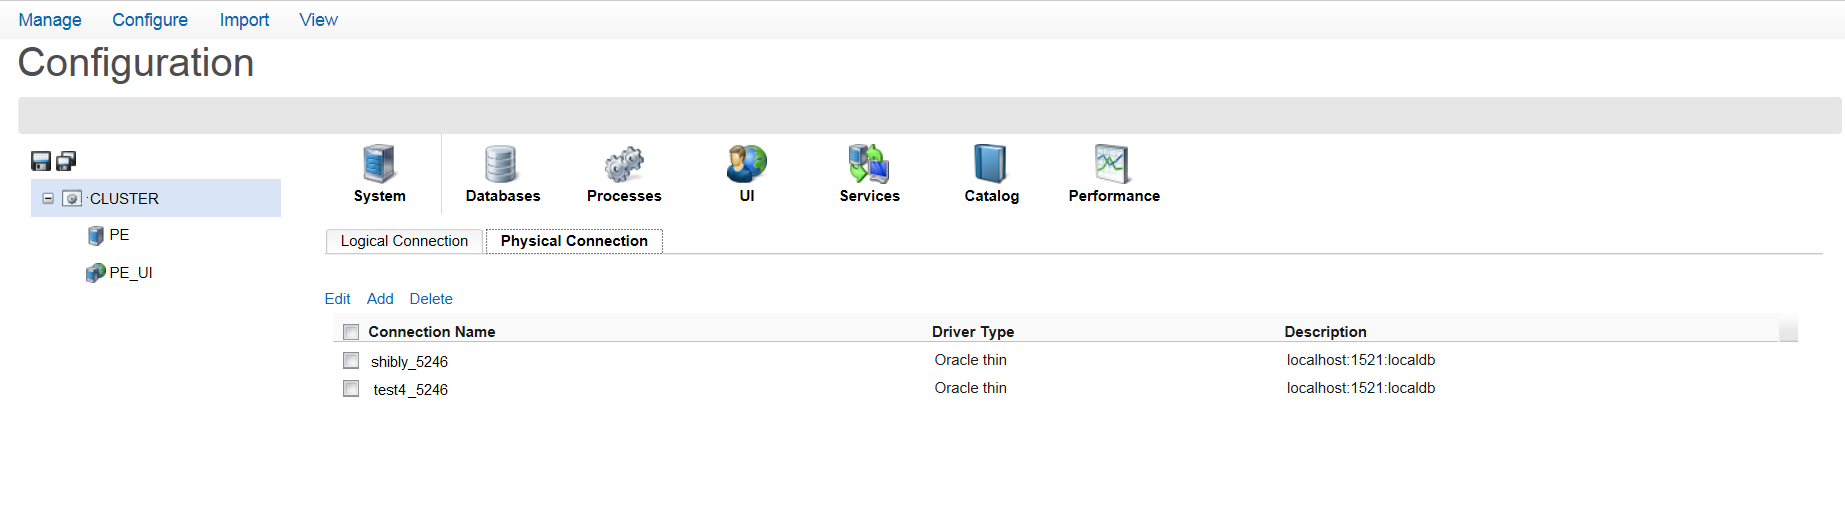 Manage Configure Import View
Configuration
CLUSTER
PE
PE_UI
System Databases Processes UI Services Catalog Performance
Logical Connection Physical Connection
Edit Add Delete
Connection Name Driver Type Description
shibly_5246 Oracle thin localhost:1521:localdb
test4_5246 Oracle thin localhost:1521:localdb